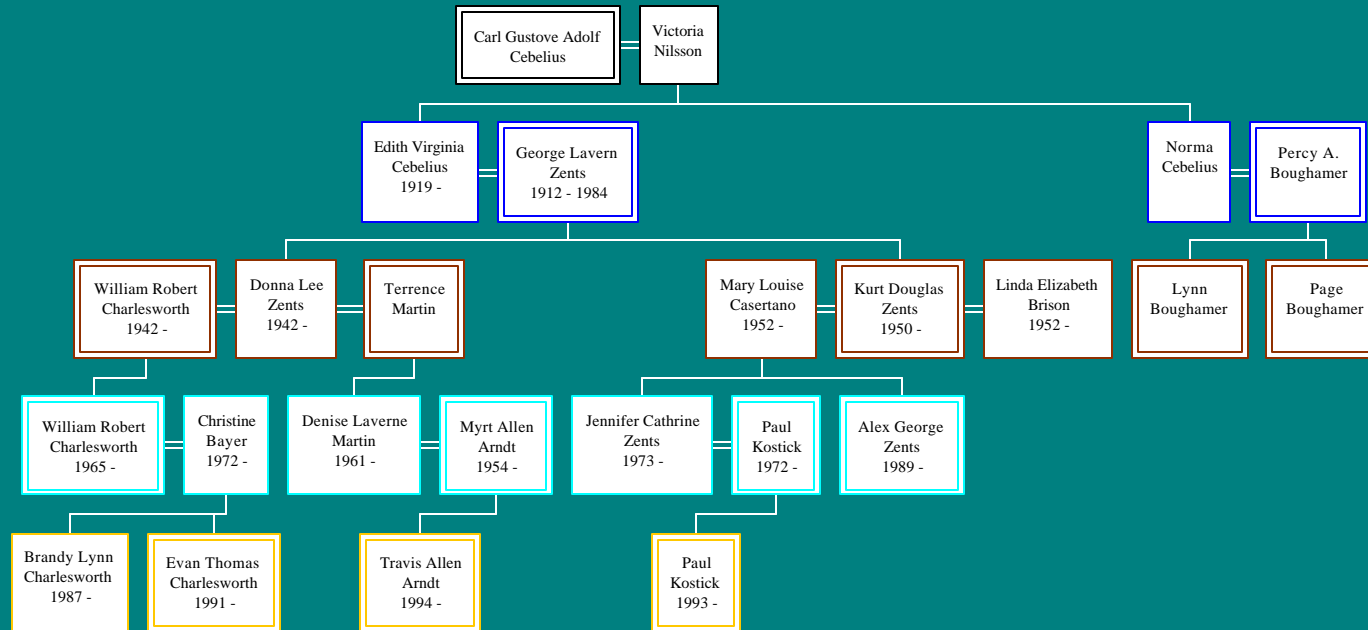 Carl Gustove Adolf
Cebelius
Victoria
Nilsson
Edith Virginia
Cebelius
1919 -
George Lavern
Zents
1912 - 1984
Norma
Cebelius
Percy A.
Boughamer
William Robert
Charlesworth
1942 -
Donna Lee
Zents
1942 -
Terrence
Martin
Mary Louise
Casertano
1952 -
Kurt Douglas
Zents
1950 -
Linda Elizabeth
Brison
1952 -
Lynn
Boughamer
Page
Boughamer
William Robert
Charlesworth
1965 -
Christine
Bayer
1972 -
Denise Laverne
Martin
1961 -
Myrt Allen
Arndt
1954 -
Jennifer Cathrine
Zents
1973 -
Paul
Kostick
1972 -
Alex George
Zents
1989 -
Brandy Lynn
Charlesworth
1987 -
Evan Thomas
Charlesworth
1991 -
Travis Allen
Arndt
1994 -
Paul
Kostick
1993 -